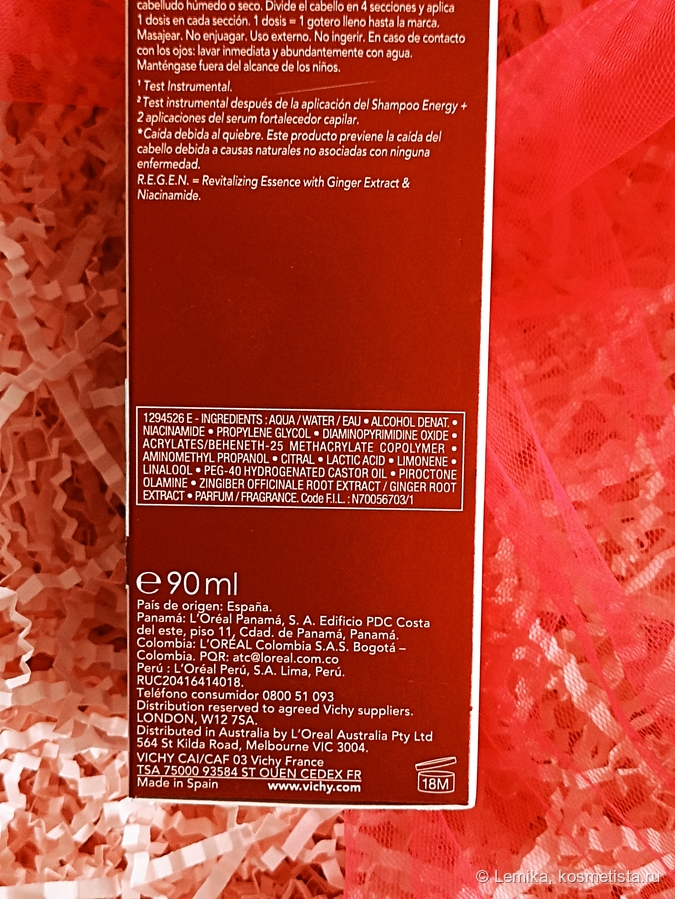 cabelludo húmedo o seco. Divide el cabello en 4 secciones y aplica
1 dosis en cada sección. 1 dosis = 1 gotero lleno hasta la marca.
Masajear. No enjuagar. Uso externo. No ingerir. En caso de contacto
con los ojos: lavar inmediata y abundantemente con agua.
Manténgase fuera del alcance de los niños.
¹ Test Instrumental.
² Test instrumental después de la aplicación del Shampoo Energy +
2 aplicaciones del serum fortalecedor capilar.
*Caída debida al quiebre. Este producto previene la caída del
cabello debida a causas naturales no asociadas con ninguna
enfermedad.
R.E.G.E.N. = Revitalizing Essence with Ginger Extract &
Niacinamide.
1294526 E - INGREDIENTS : AQUA / WATER / EAU • ALCOHOL DENAT. •
NIACINAMIDE • PROPYLENE GLYCOL • DIAMINOPYRIMIDINE OXIDE •
ACRYLATES/BEHENETH-25 METHACRYLATE COPOLYMER •
AMINOMETHYL PROPANOL • CITRAL • LACTIC ACID • LIMONENE •
LINALOOL • PEG-40 HYDROGENATED CASTOR OIL • PIROCTONE
OLAMINE • ZINGIBER OFFICINALE ROOT EXTRACT / GINGER ROOT
EXTRACT • PARFUM / FRAGRANCE. Code F.I.L. : N70056703/1
℮ 90 ml
País de origen: España.
Panamá: L'Oréal Panamá, S. A. Edificio PDC Costa
del este, piso 11, Cdad. de Panamá, Panamá.
Colombia: L'ORÉAL Colombia S.A.S. Bogotá –
Colombia. PQR: atc@loreal.com.co
Perú : L'Oréal Perú, S.A. Lima, Perú.
RUC20416414018.
Teléfono consumidor 0800 51 093
Distribution reserved to agreed Vichy suppliers.
LONDON, W12 7SA.
Distributed in Australia by L'Oreal Australia Pty Ltd
564 St Kilda Road, Melbourne VIC 3004.
VICHY CAI/CAF 03 Vichy France
TSA 75000 93584 ST OUEN CEDEX FR
Made in Spain www.vichy.com
18M
© Lemika, kosmetista.ru